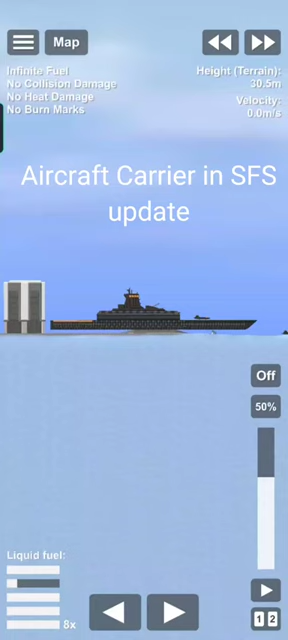 Map
Infinite Fuel
No Collision Damage
No Heat Damage
No Burn Marks
Height (Terrain):
30.5m
Velocity:
0.0m/s
Aircraft Carrier in SFS
update
Off
50%
Liquid fuel:
8x
1 2